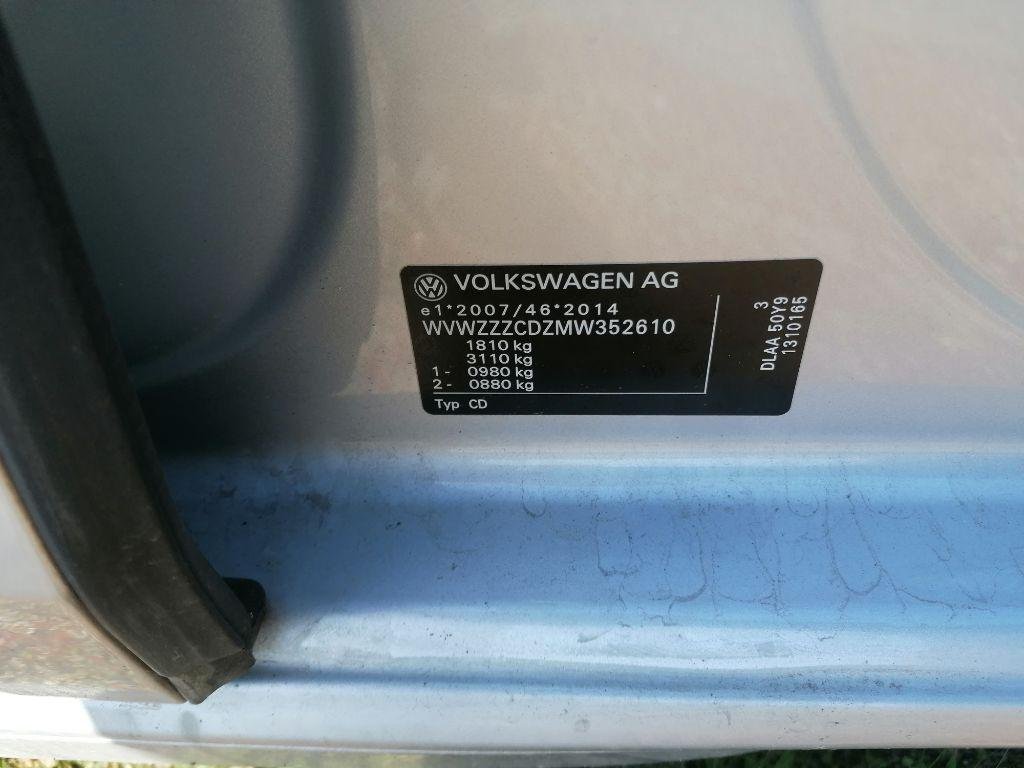 VOLKSWAGEN AG
e1*2007/46*2014
WVWZZZCDZMW352610
1810 kg
3110 kg
1 - 0980 kg
2 - 0880 kg
Typ CD
3
DLAA 50Y9
1310165